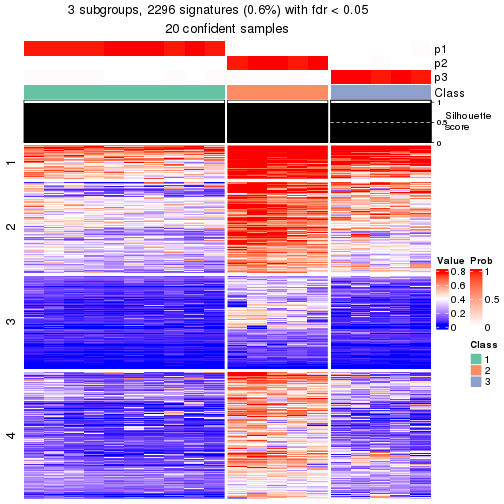 3 subgroups, 2296 signatures (0.6%) with fdr < 0.05
20 confident samples
p1
p2
p3
Class
1
0.5
0
Silhouette
score
1
2
3
4
Value
0.8
0.6
0.4
0.2
0
Prob
1
0.5
0
Class
1
2
3